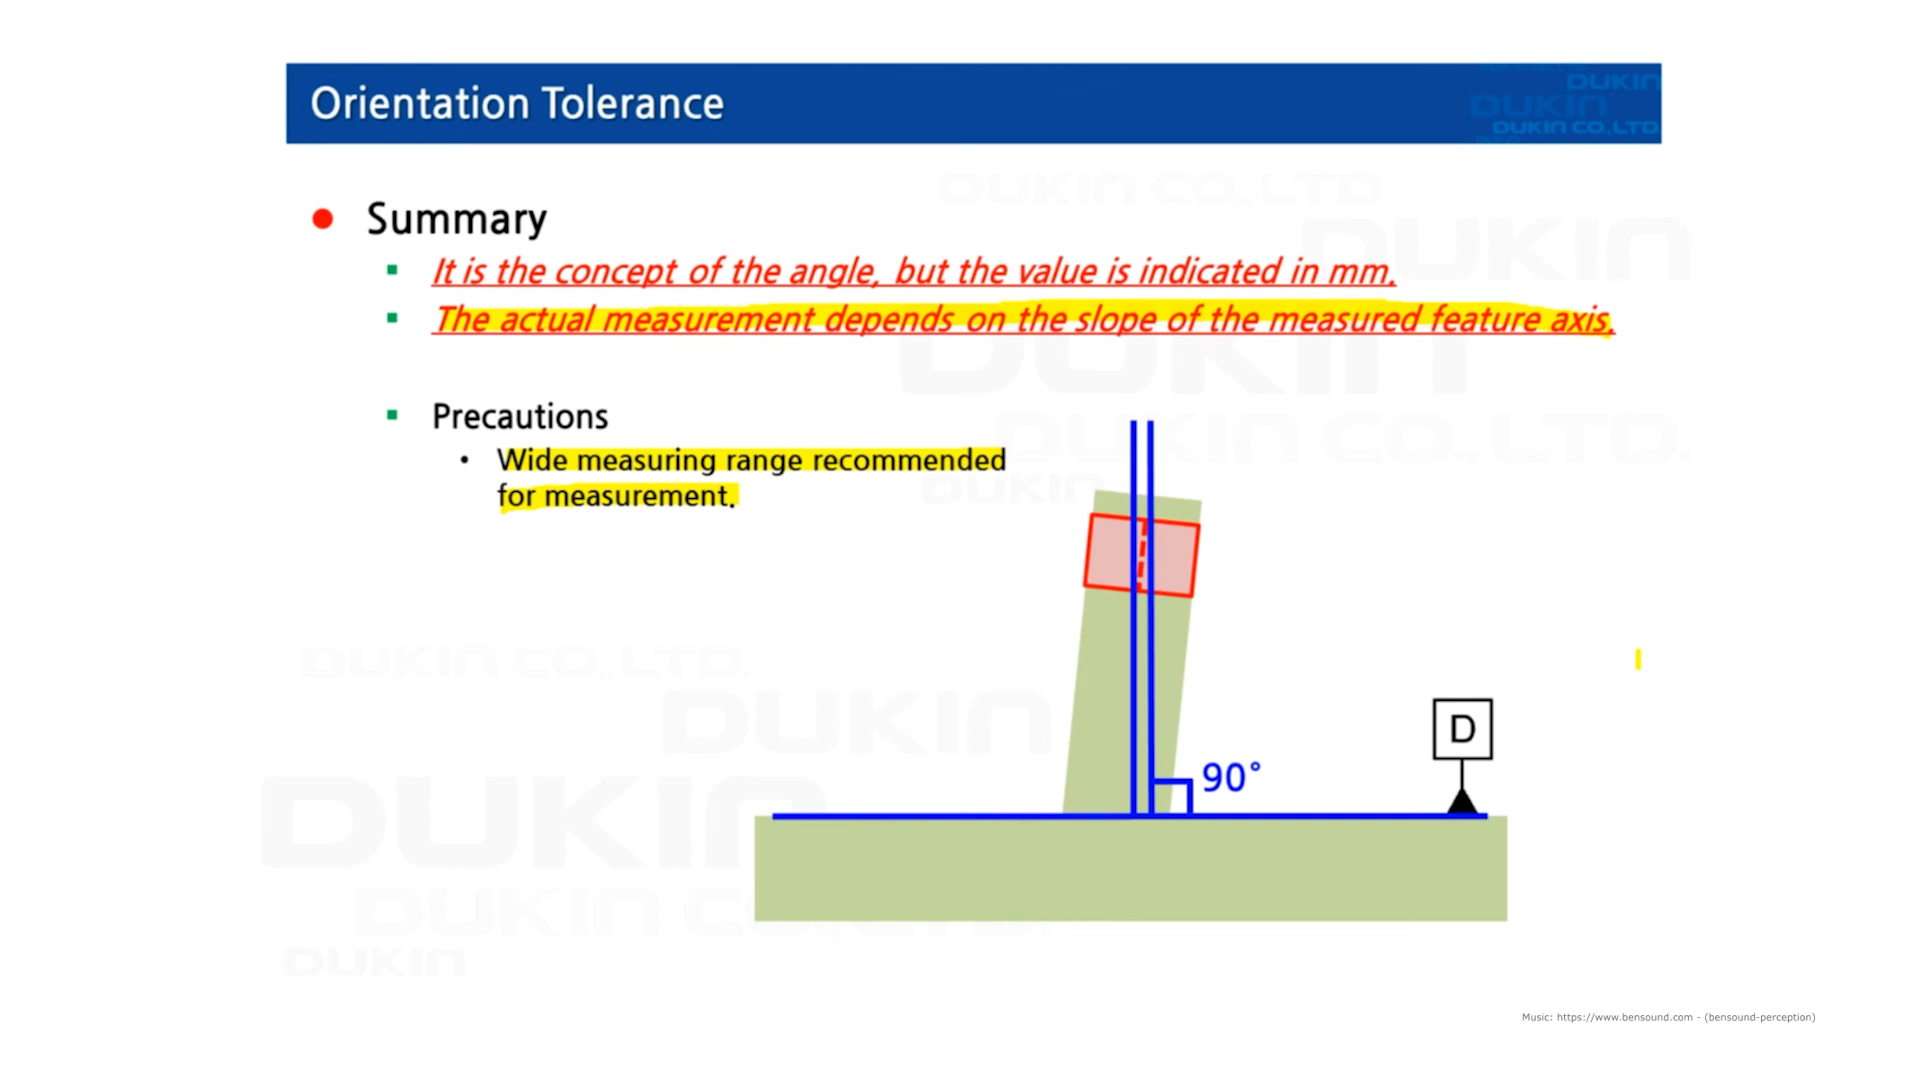 Orientation Tolerance
DUKIN
DUKIN
DUKIN CO.,LTD.
DUKIN CO.,LTD.
DUKIN
Summary
It is the concept of the angle, but the value is indicated in mm.
The actual measurement depends on the slope of the measured feature axis.
DUKIN
Precautions
DUKIN CO.,LTD.
Wide measuring range recommended
for measurement.
DUKIN
DUKIN CO.,LTD.
DUKIN
D
90°
DUKIN
DUKIN CO.,LTD.
DUKIN
Music: https://www.bensound.com - (bensound-perception)